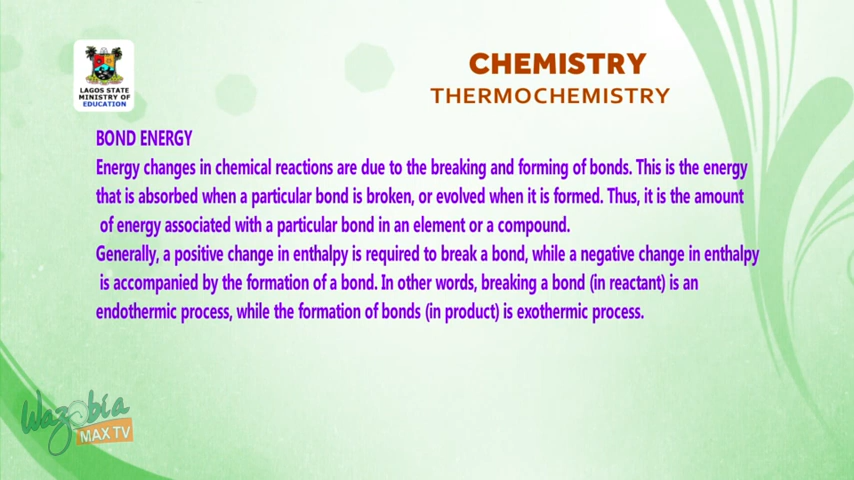 LAGOS STATE
MINISTRY OF
EDUCATION
CHEMISTRY
THERMOCHEMISTRY
BOND ENERGY
Energy changes in chemical reactions are due to the breaking and forming of bonds. This is the energy
that is absorbed when a particular bond is broken, or evolved when it is formed. Thus, it is the amount
of energy associated with a particular bond in an element or a compound.
Generally, a positive change in enthalpy is required to break a bond, while a negative change in enthalpy
is accompanied by the formation of a bond. In other words, breaking a bond (in reactant) is an
endothermic process, while the formation of bonds (in product) is exothermic process.
Wazobia
MAX TV